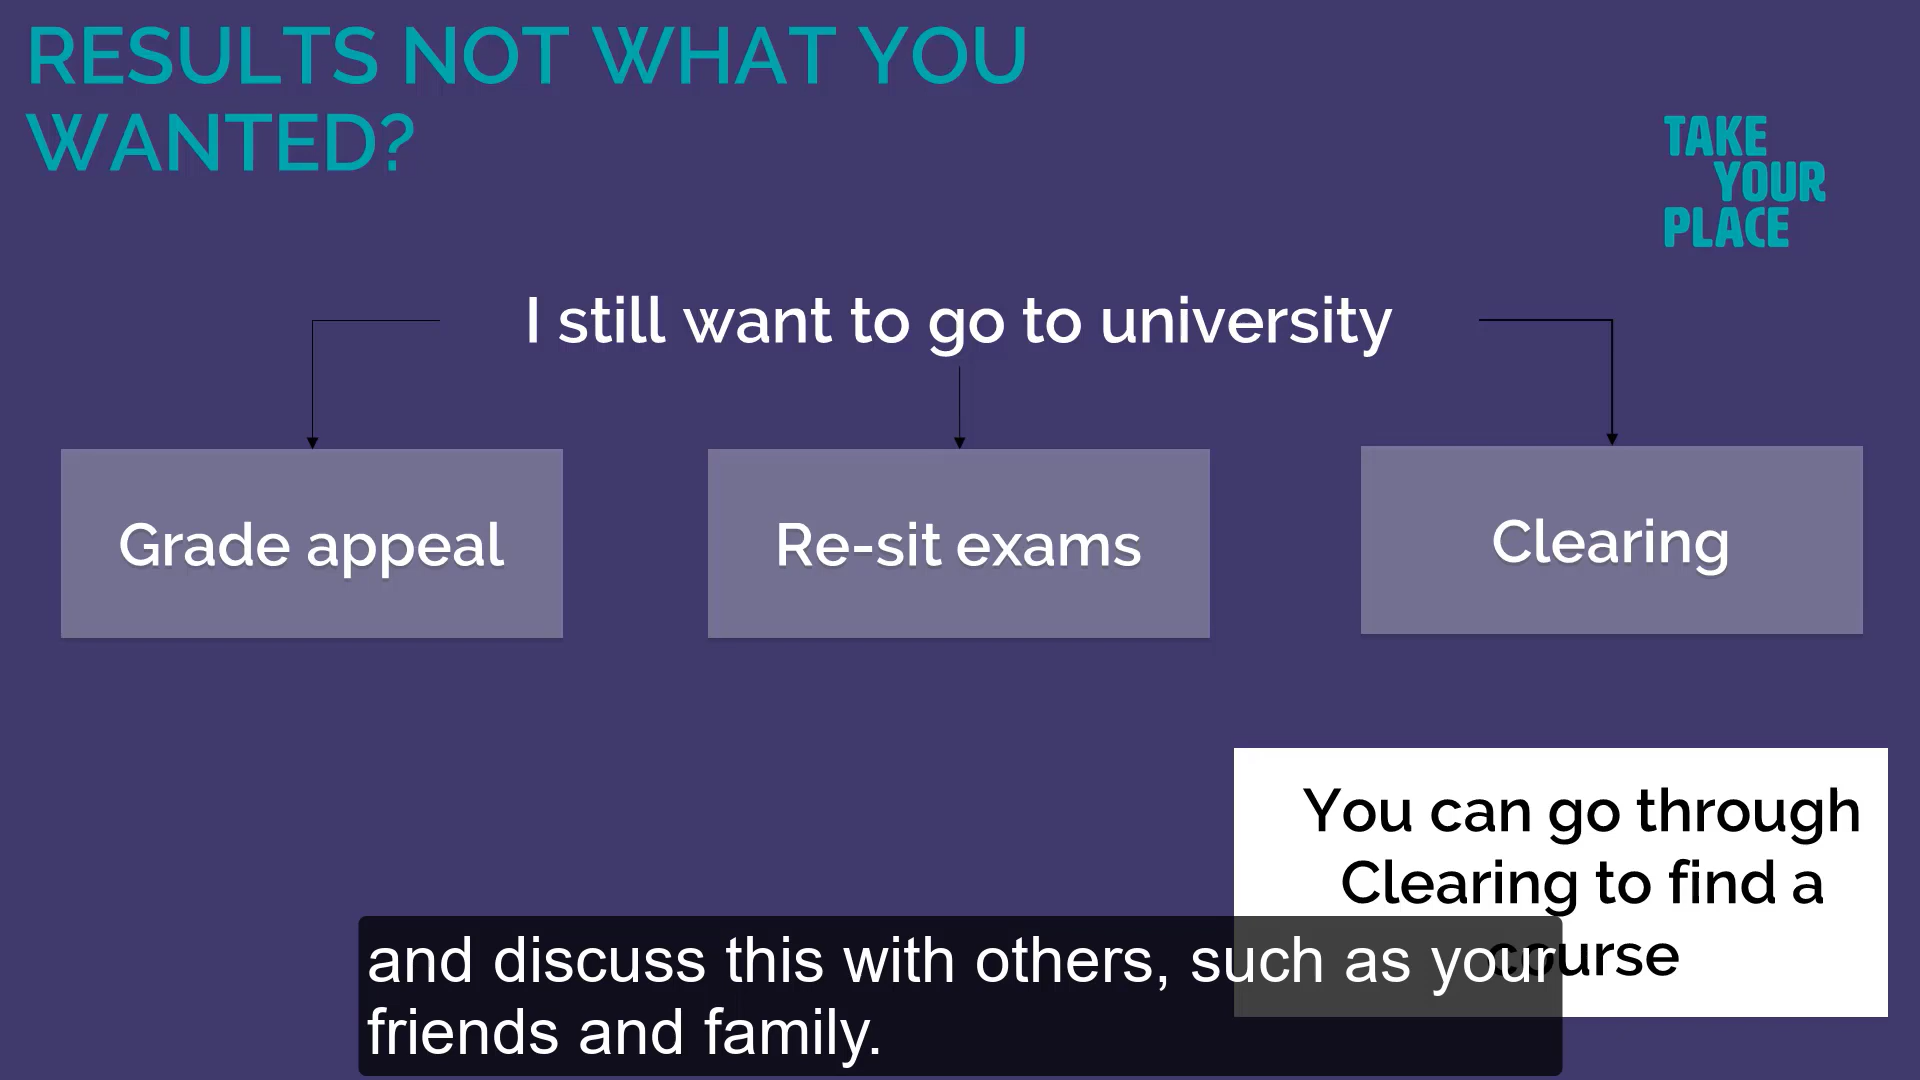 RESULTS NOT WHAT YOU
WANTED?
TAKE
YOUR
PLACE
I still want to go to university
Grade appeal
Re-sit exams
Clearing
You can go through
Clearing to find a
course
and discuss this with others, such as your
friends and family.